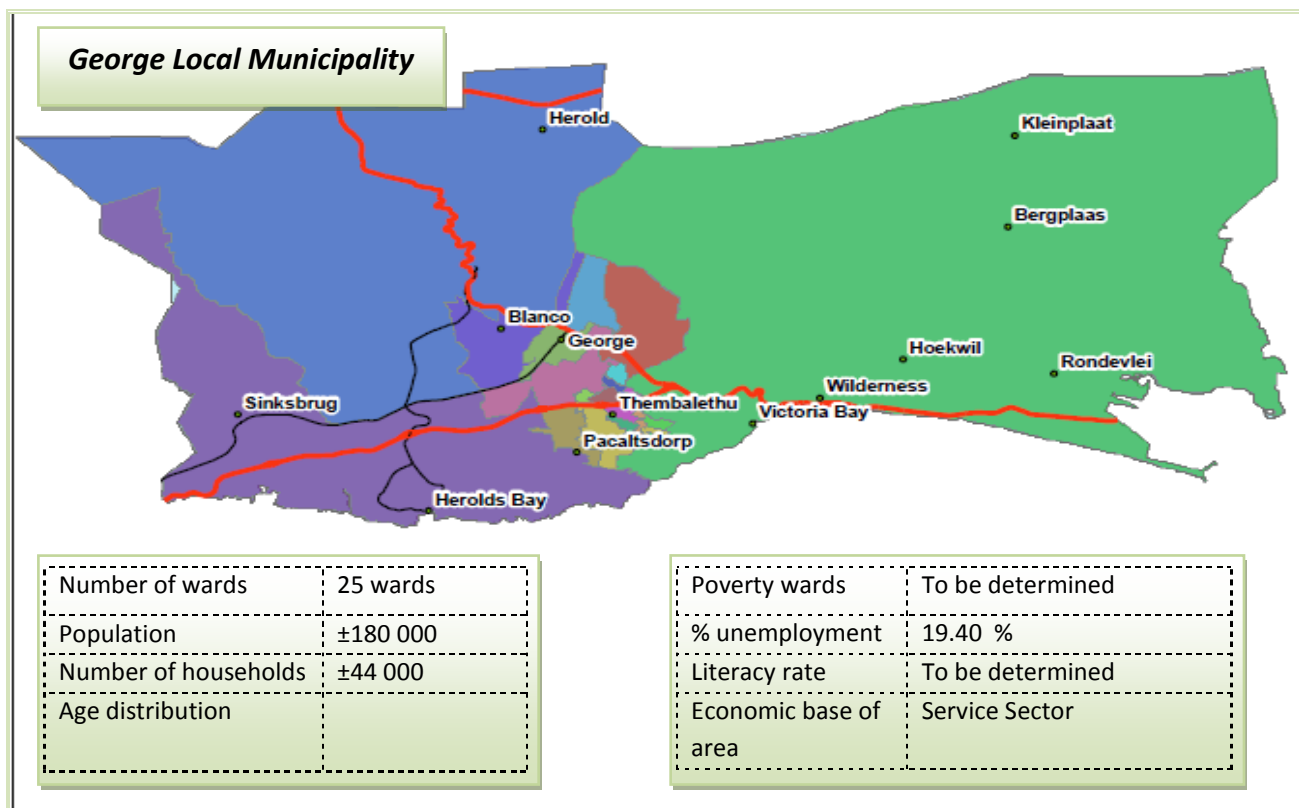 George Local Municipality
Herold
Kleinplaat
Bergplaas
Blanco
George
Hoekwil
Rondevlei
Wilderness
Sinksbrug
Thembalethu
Victoria Bay
Pacaltsdorp
Herolds Bay
Number of wards 25 wards
Population ±180 000
Number of households ±44 000
Age distribution
Poverty wards To be determined
% unemployment 19.40 %
Literacy rate To be determined
Economic base of Service Sector
area